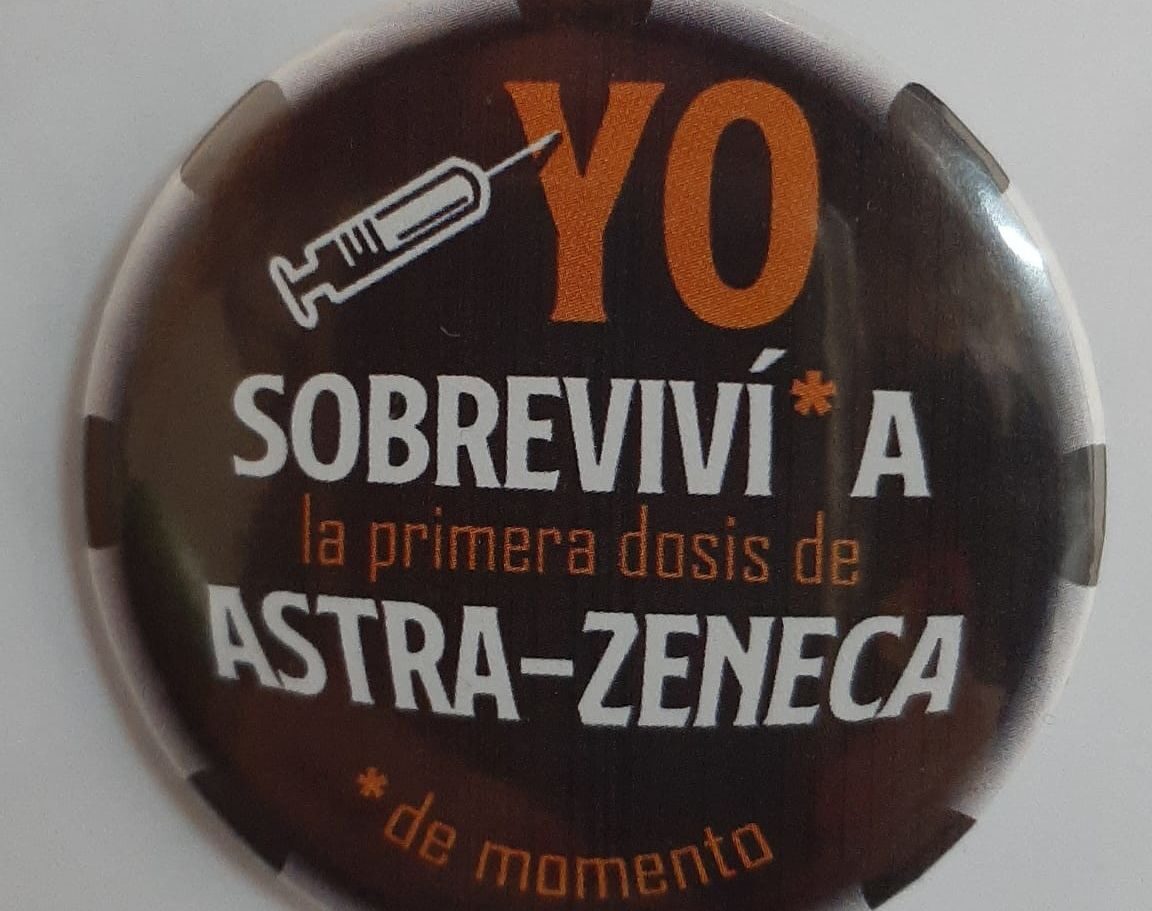 YO
SOBREVIVÍ* A
la primera dosis de
ASTRA-ZENECA
*de momento